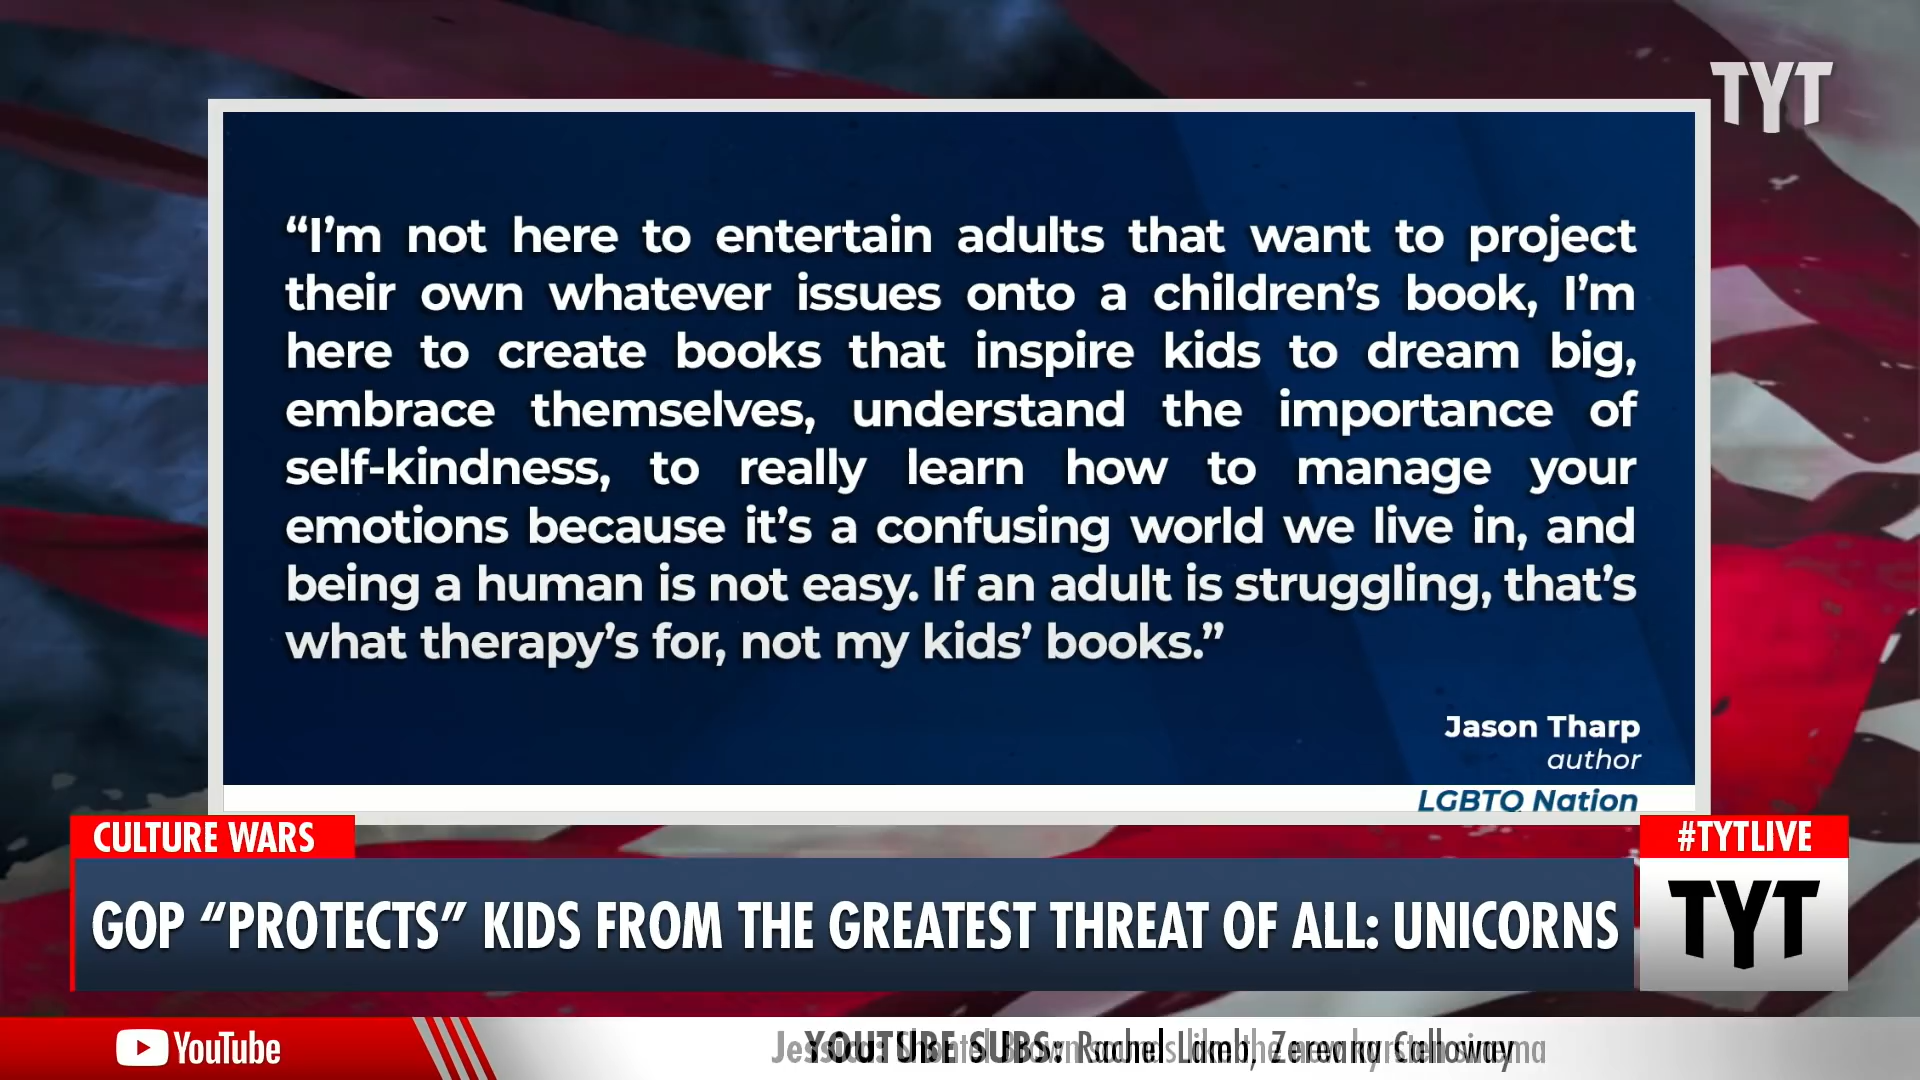 TYT
“I’m not here to entertain adults that want to project
their own whatever issues onto a children’s book, I’m
here to create books that inspire kids to dream big,
embrace themselves, understand the importance of
self-kindness, to really learn how to manage your
emotions because it’s a confusing world we live in, and
being a human is not easy. If an adult is struggling, that’s
what therapy’s for, not my kids’ books.”
Jason Tharp
author
LGBTQ Nation
CULTURE WARS
#TYTLIVE
GOP “PROTECTS” KIDS FROM THE GREATEST THREAT OF ALL: UNICORNS
TYT
YouTube
YOUTUBE SUBS: Rachel Lamb,